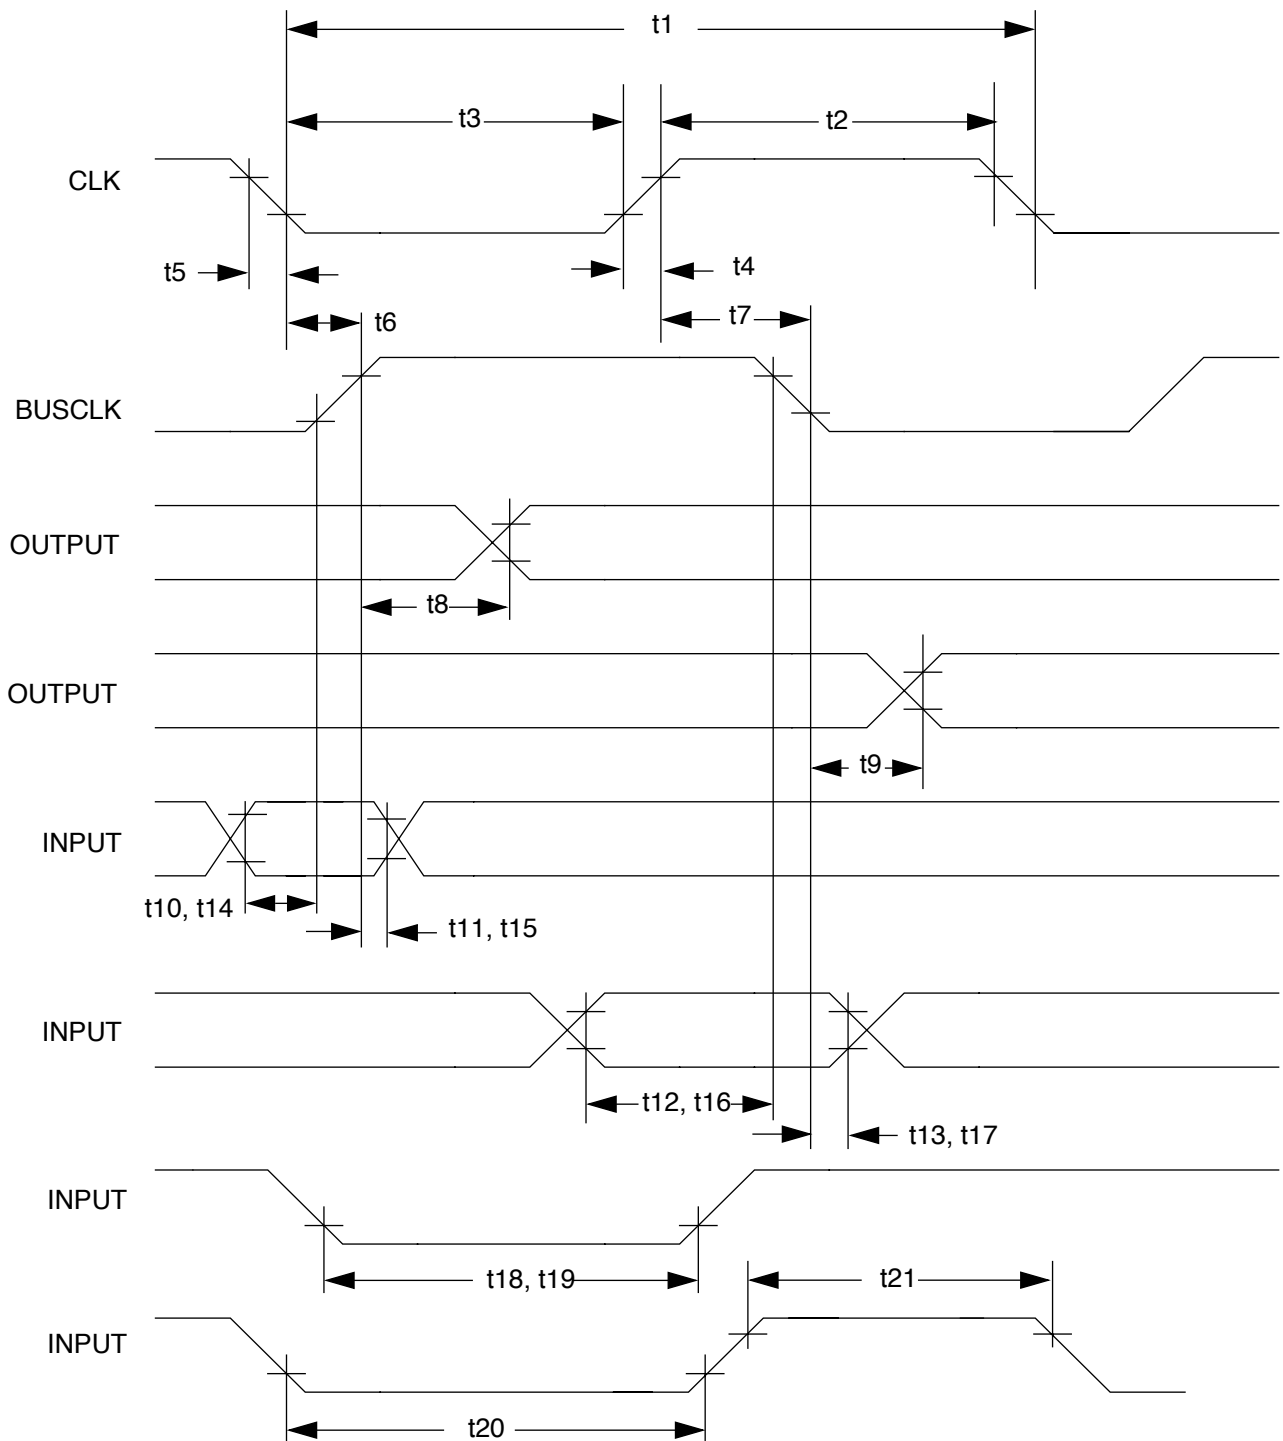 t1
t3
t2
CLK
t5
t4
t6
t7
BUSCLK
OUTPUT
t8
OUTPUT
t9
INPUT
t10, t14
t11, t15
INPUT
t12, t16
t13, t17
INPUT
t18, t19
t21
INPUT
t20